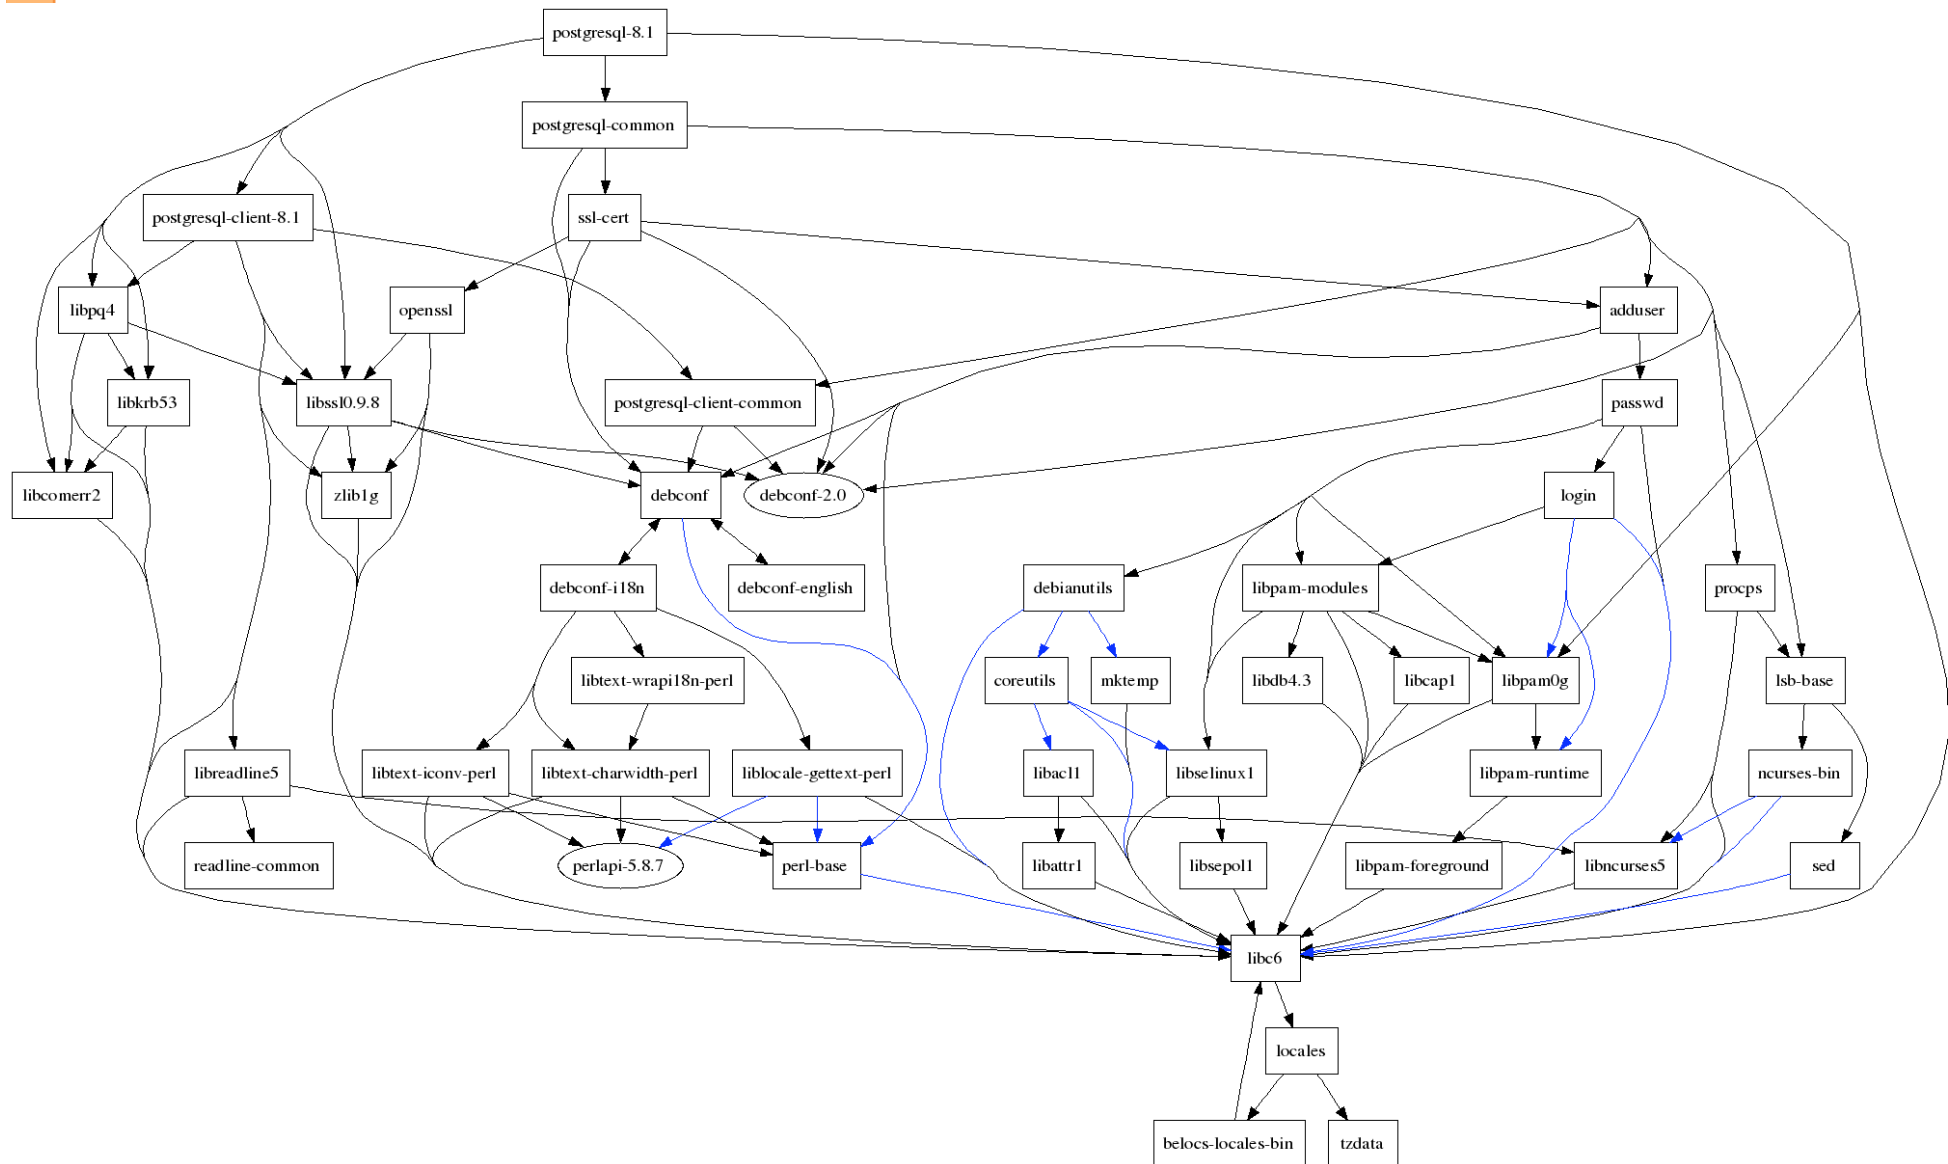 postgresql-8.1
postgresql-common
postgresql-client-8.1
ssl-cert
libpq4
openssl
adduser
libkrb53
libssl0.9.8
postgresql-client-common
passwd
libcomerr2
zlib1g
debconf
debconf-2.0
login
debconf-i18n
debconf-english
debianutils
libpam-modules
procps
libtext-wrapi18n-perl
coreutils
mktemp
libdb4.3
libcap1
libpam0g
lsb-base
libreadline5
libtext-iconv-perl
libtext-charwidth-perl
liblocale-gettext-perl
libacl1
libselinux1
libpam-runtime
ncurses-bin
readline-common
perlapi-5.8.7
perl-base
libattr1
libsepol1
libpam-foreground
libncurses5
sed
libc6
locales
belocs-locales-bin
tzdata